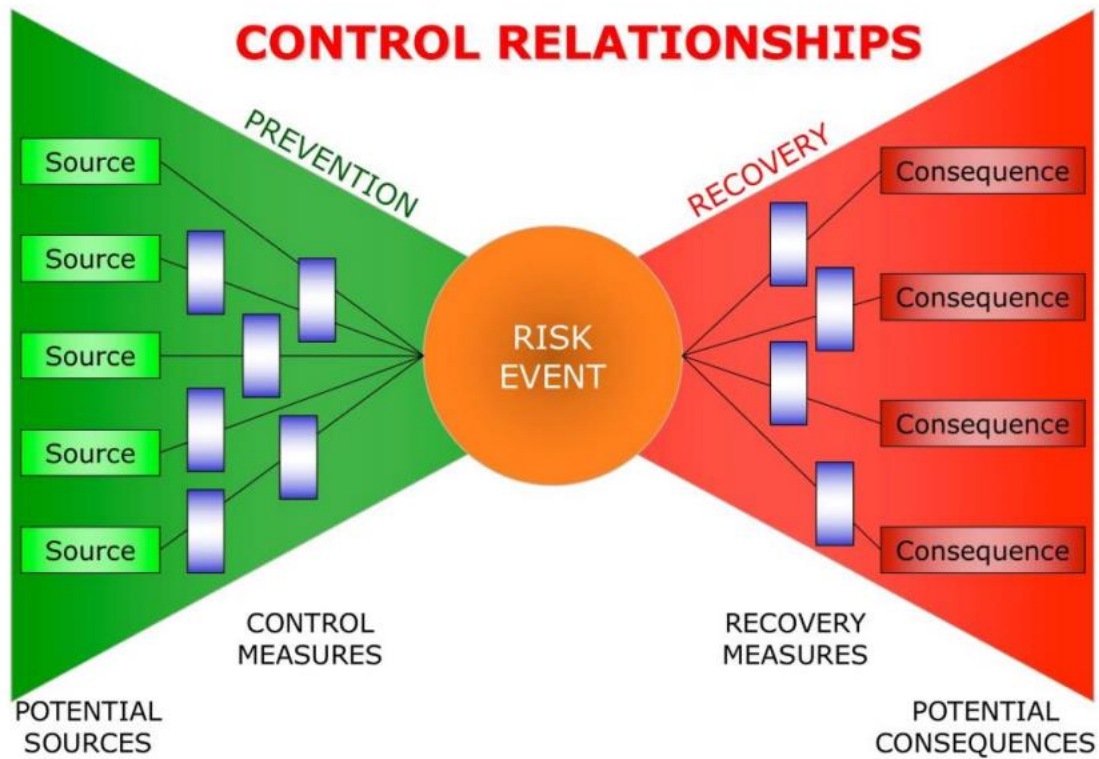 CONTROL RELATIONSHIPS
PREVENTION
RECOVERY
Source
Source
Source
Source
Source
RISK
EVENT
Consequence
Consequence
Consequence
Consequence
CONTROL
MEASURES
RECOVERY
MEASURES
POTENTIAL
SOURCES
POTENTIAL
CONSEQUENCES